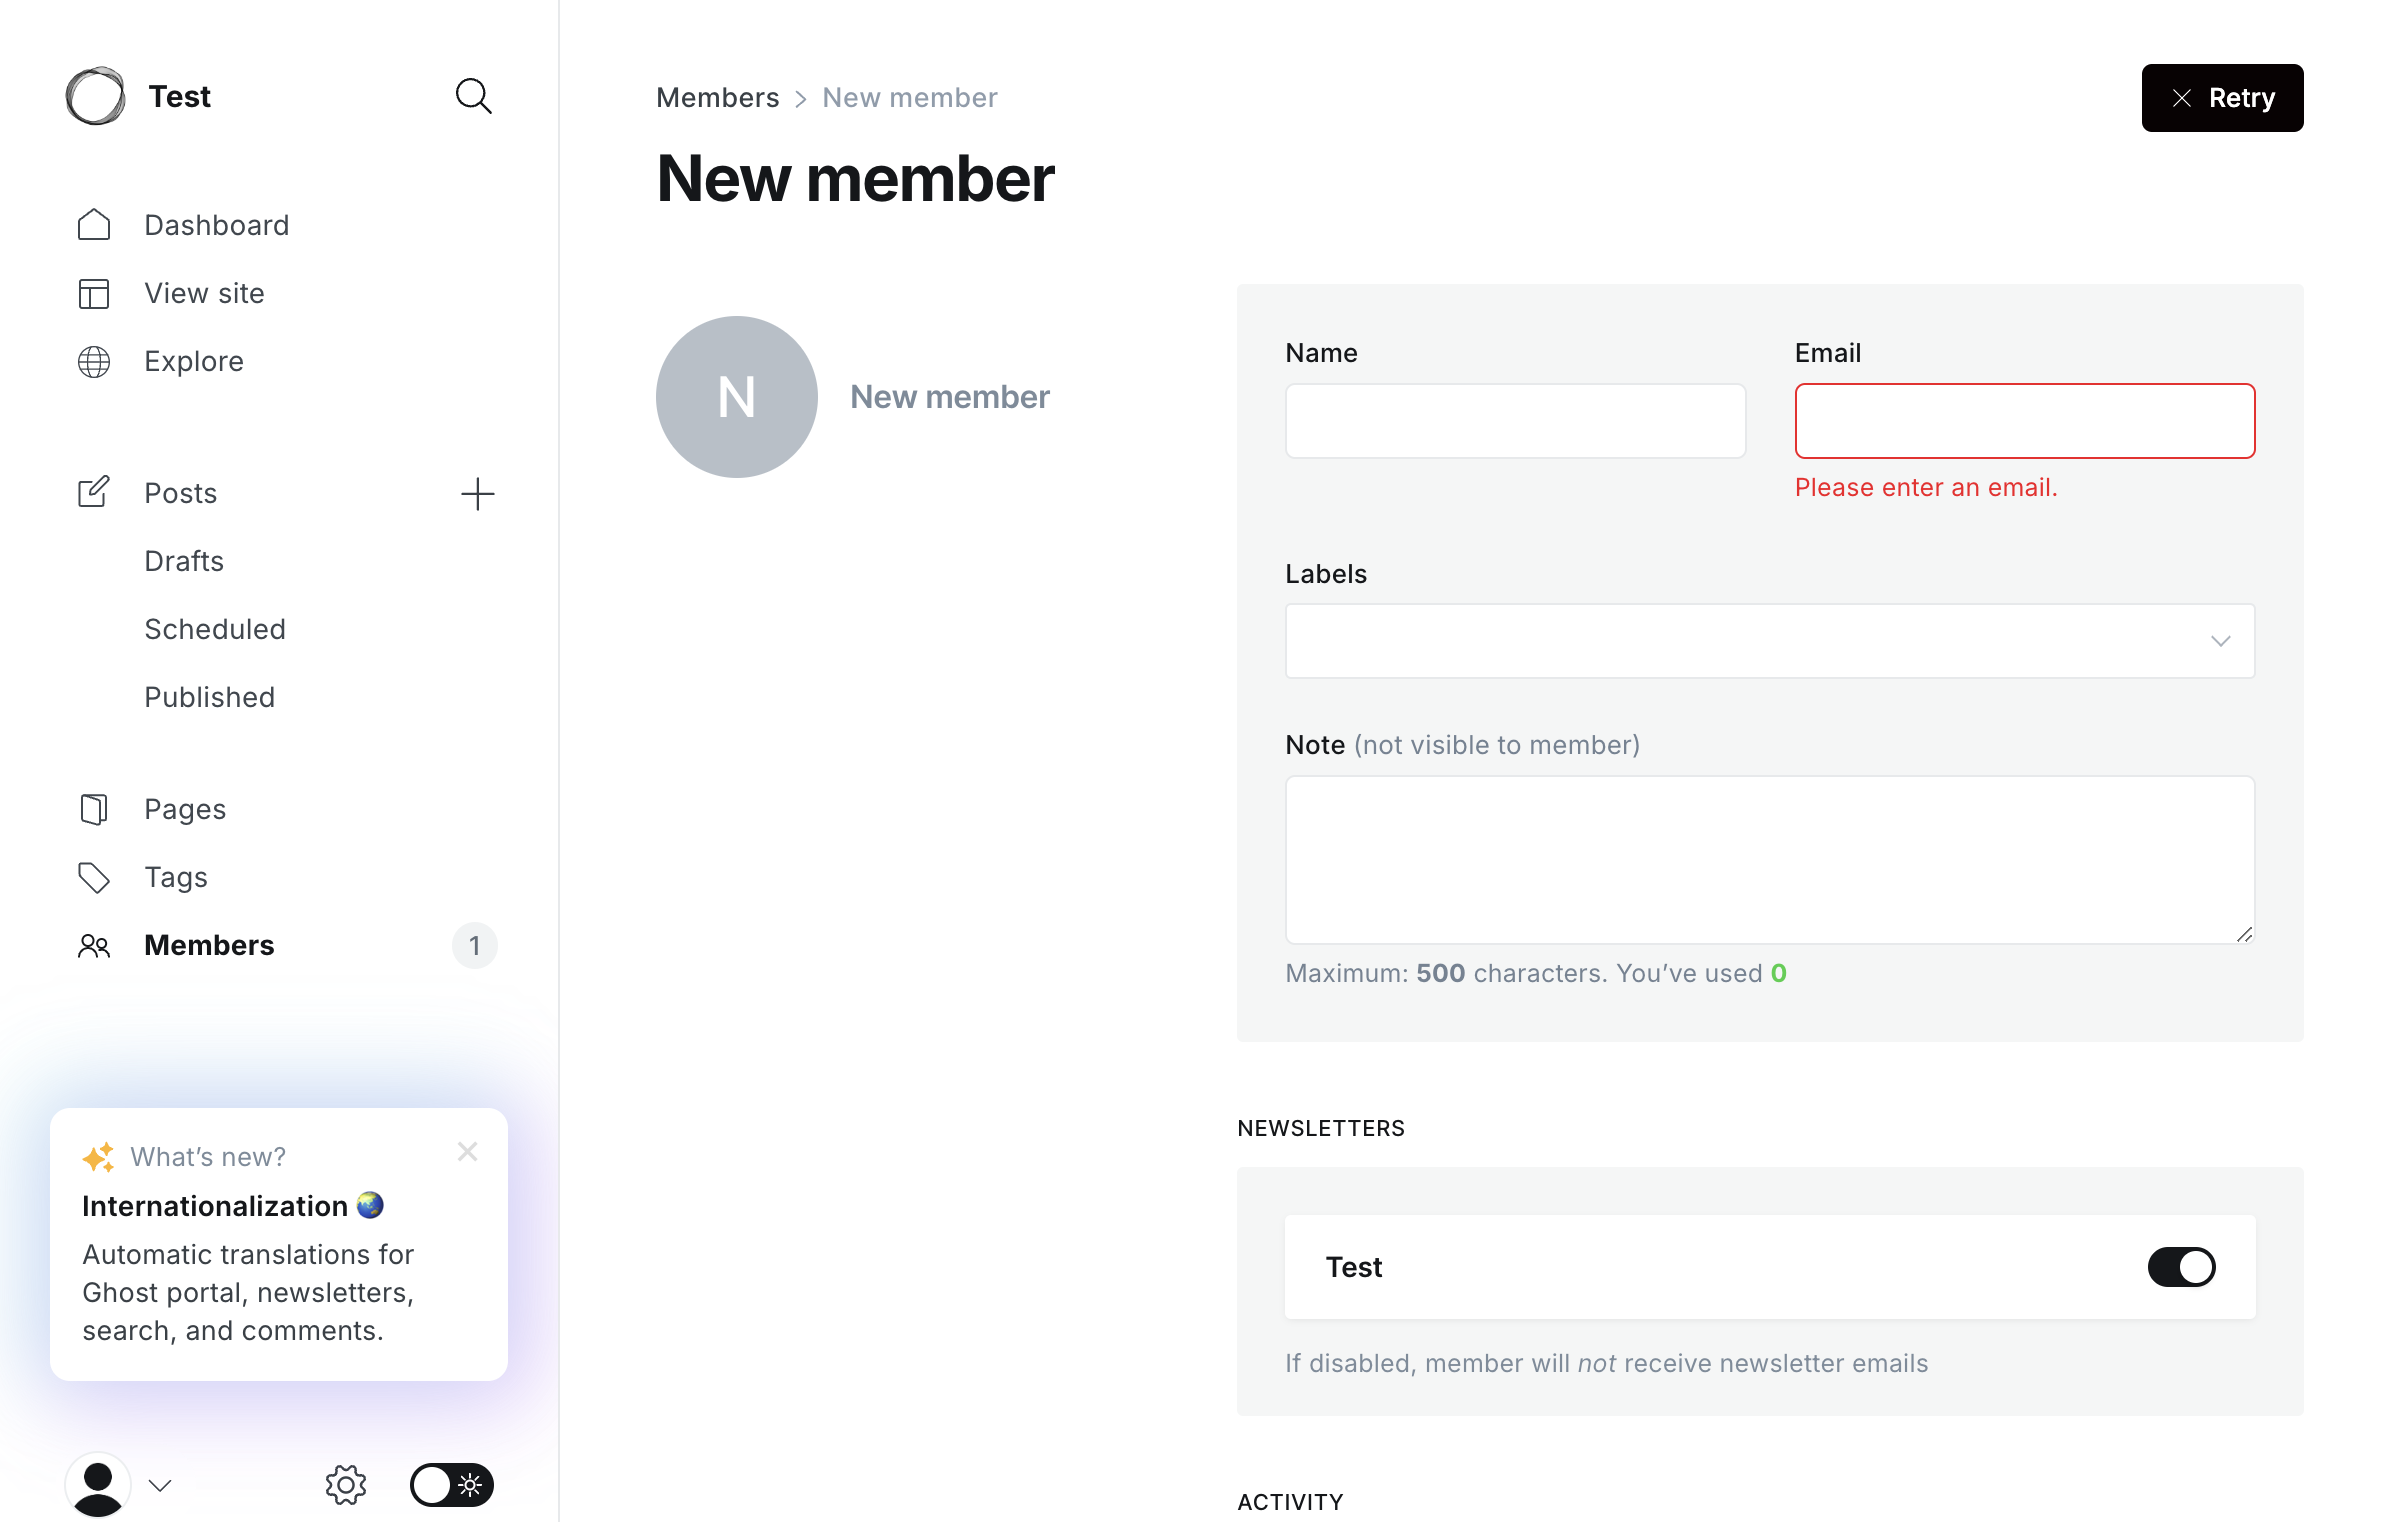 Test
Dashboard
View site
Explore
Posts
Drafts
Scheduled
Published
Pages
Tags
Members
1
What’s new?
Internationalization 🌏
Automatic translations for
Ghost portal, newsletters,
search, and comments.
Members > New member
Retry
New member
N
New member
Name
Email
Please enter an email.
Labels
Note (not visible to member)
Maximum: 500 characters. You’ve used 0
NEWSLETTERS
Test
If disabled, member will not receive newsletter emails
ACTIVITY